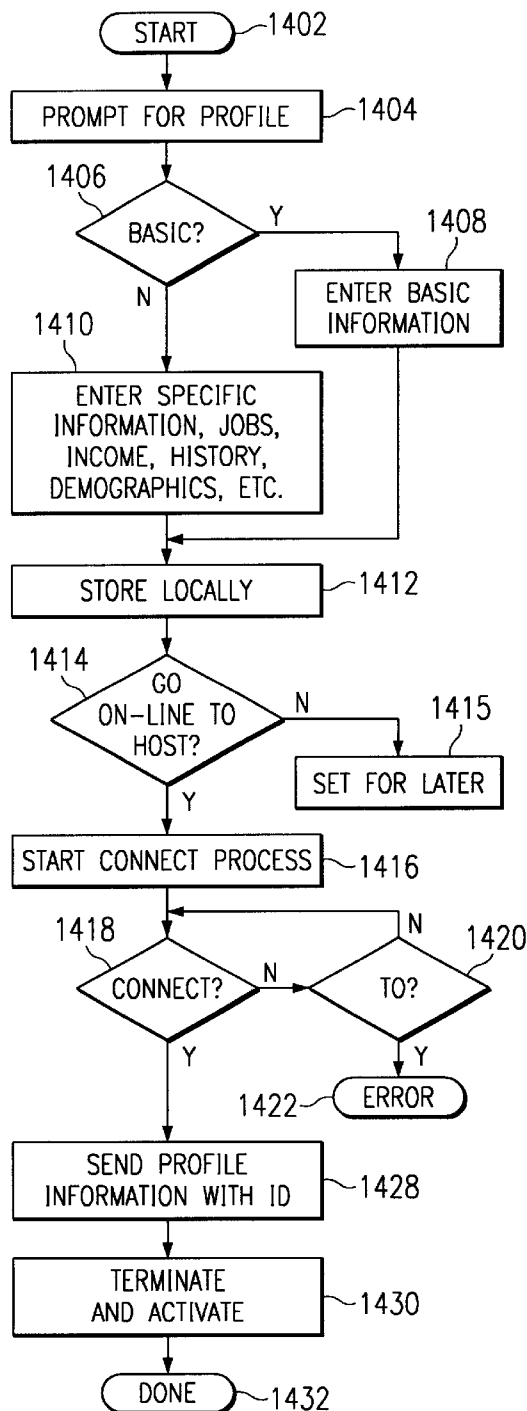 START
1402
PROMPT FOR PROFILE
1404
1406
BASIC?
Y
N
1408
ENTER BASIC
INFORMATION
1410
ENTER SPECIFIC
INFORMATION, JOBS,
INCOME, HISTORY,
DEMOGRAPHICS, ETC.
STORE LOCALLY
1412
1414
GO
ON-LINE TO
HOST?
N
Y
1415
SET FOR LATER
START CONNECT PROCESS
1416
1418
CONNECT?
N
Y
N
1420
TO?
Y
1422
ERROR
SEND PROFILE
INFORMATION WITH ID
1428
TERMINATE
AND ACTIVATE
1430
DONE
1432